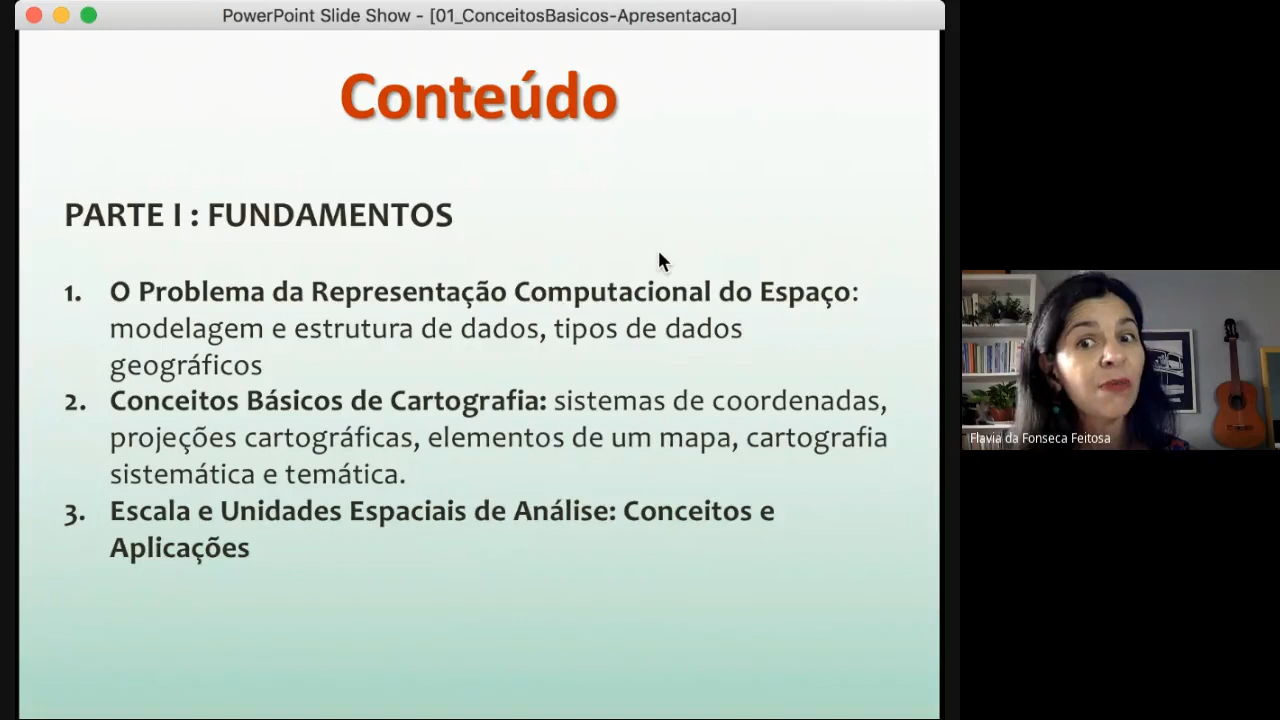 PowerPoint Slide Show - [01_ConceitosBasicos-Apresentacao]
Conteúdo
PARTE I : FUNDAMENTOS
1. O Problema da Representação Computacional do Espaço:
modelagem e estrutura de dados, tipos de dados
geográficos
2. Conceitos Básicos de Cartografia: sistemas de coordenadas,
projeções cartográficas, elementos de um mapa, cartografia
sistemática e temática.
3. Escala e Unidades Espaciais de Análise: Conceitos e
Aplicações
Flavia da Fonseca Feitosa